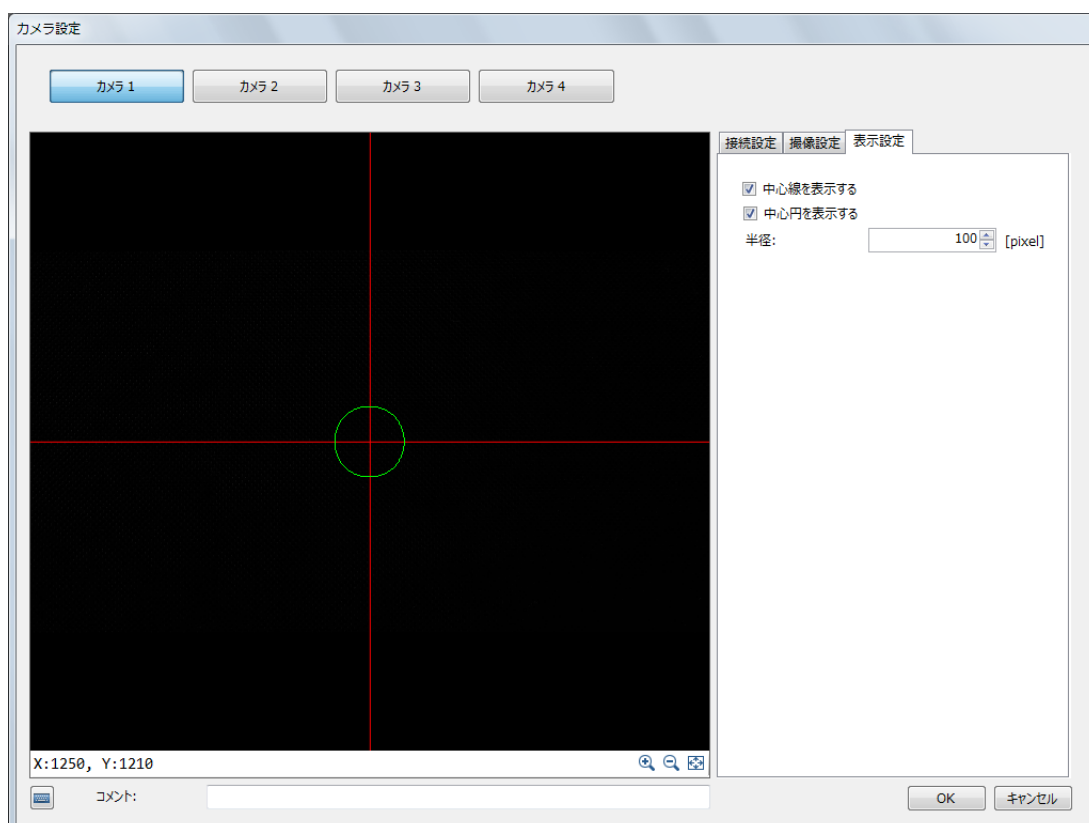 カメラ設定
カメラ 1
カメラ 2
カメラ 3
カメラ 4
接続設定
撮像設定
表示設定
中心線を表示する
中心円を表示する
半径:
100
[pixel]
X:1250, Y:1210
コメント:
OK
キャンセル